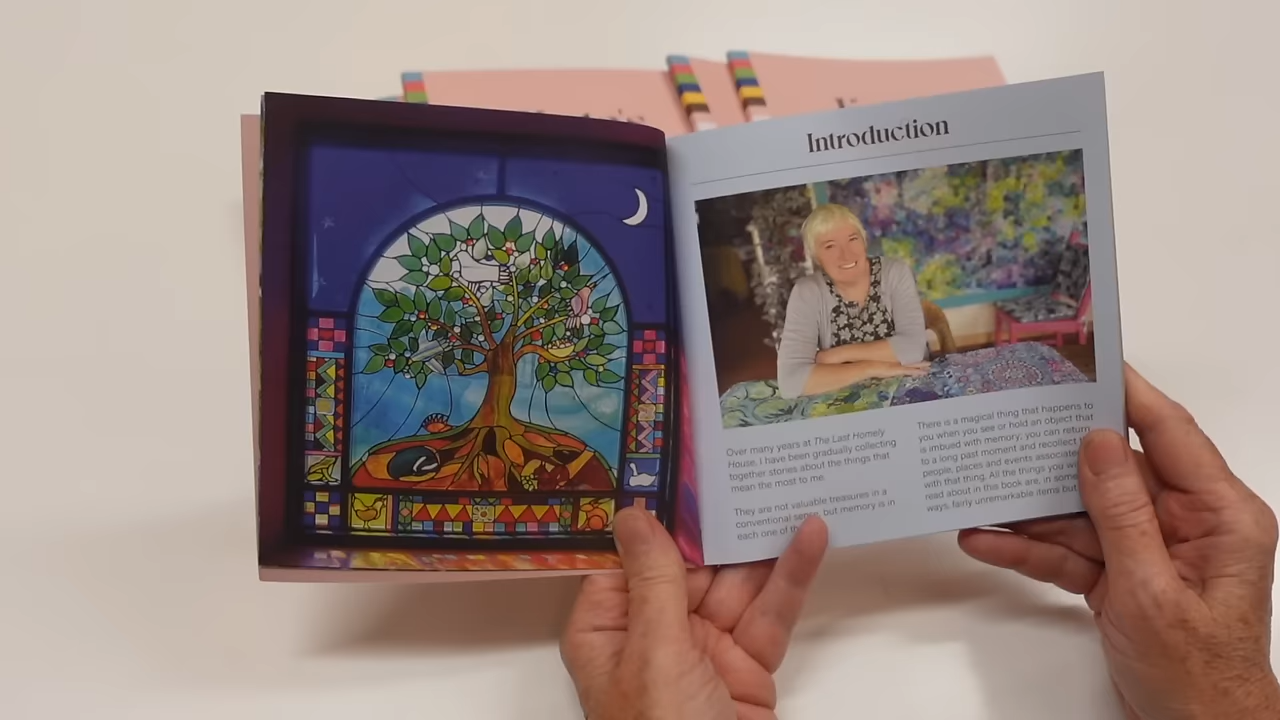 Introduction
Over many years at The Last Homely
House, I have been gradually collecting
together stories about the things that
mean the most to me.
They are not valuable treasures in a
conventional sense, but memory is in
each one of
There is a magical thing that happens to
you when you see or hold an object that
is imbued with memory; you can return
to a long past moment and recollect
people, places and events associated
with that thing. All the things you
read about in this book are, in some
ways, fairly unremarkable items but